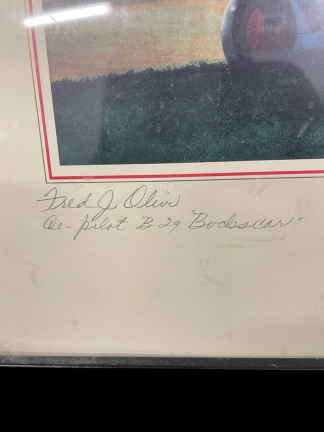 Fred J. Olivi
Co-pilot B-29 "Bockscar"